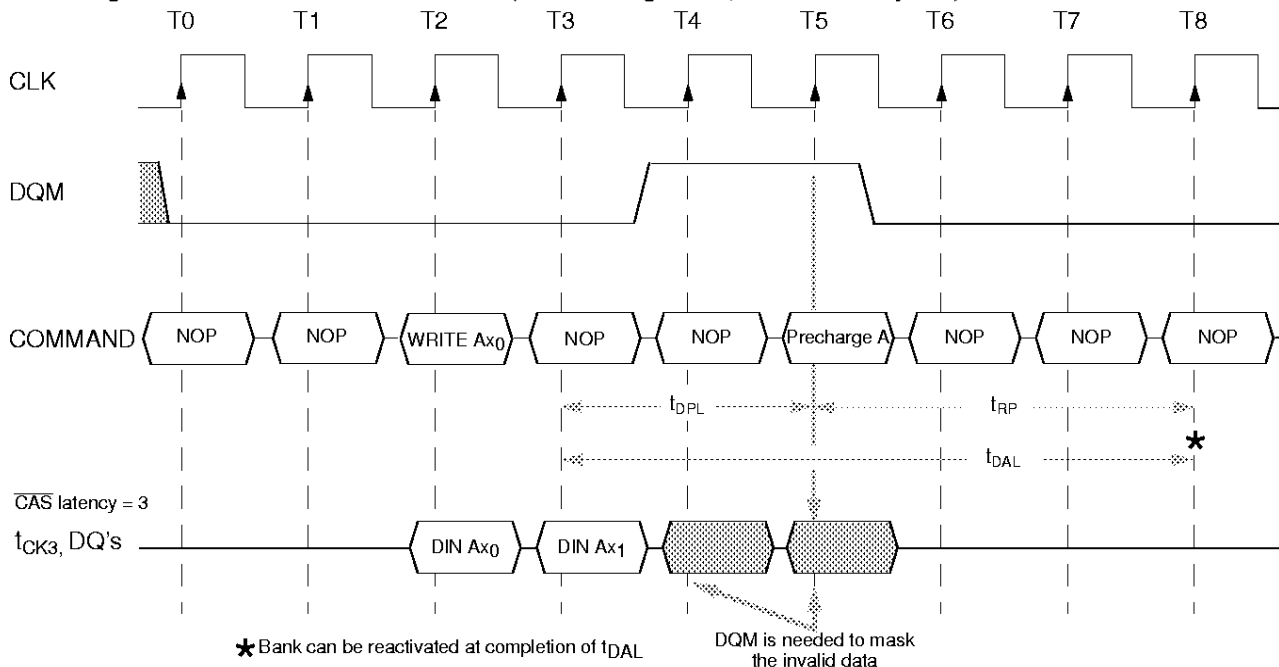 T0 T1 T2 T3 T4 T5 T6 T7 T8
CLK
DQM
COMMAND NOP NOP WRITE Ax0 NOP NOP Precharge A NOP NOP NOP
tDPL tRP
tDAL *
CAS latency = 3
tCK3, DQ's DIN Ax0 DIN Ax1
* Bank can be reactivated at completion of tDAL
DQM is needed to mask
the invalid data